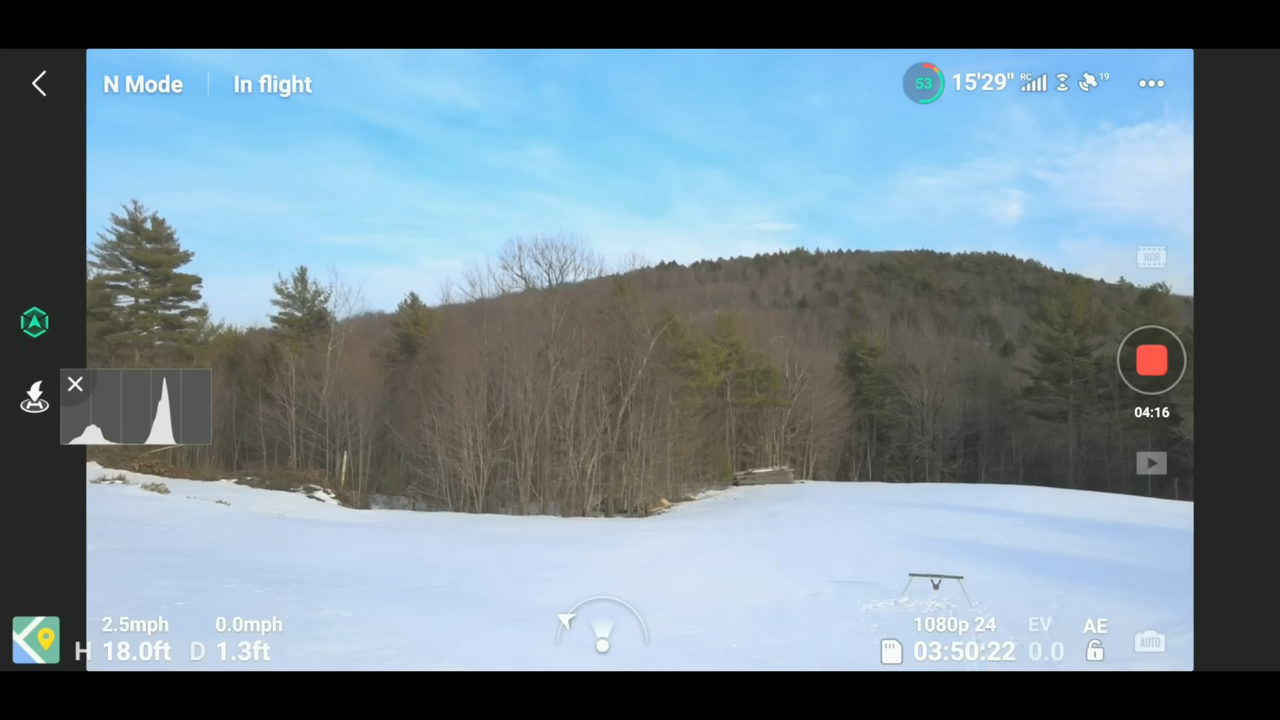 N Mode In flight
53 15'29" RC 19
HDR
04:16
2.5mph 0.0mph
H 18.0ft D 1.3ft
1080p 24 EV AE
03:50:22 0.0
AUTO